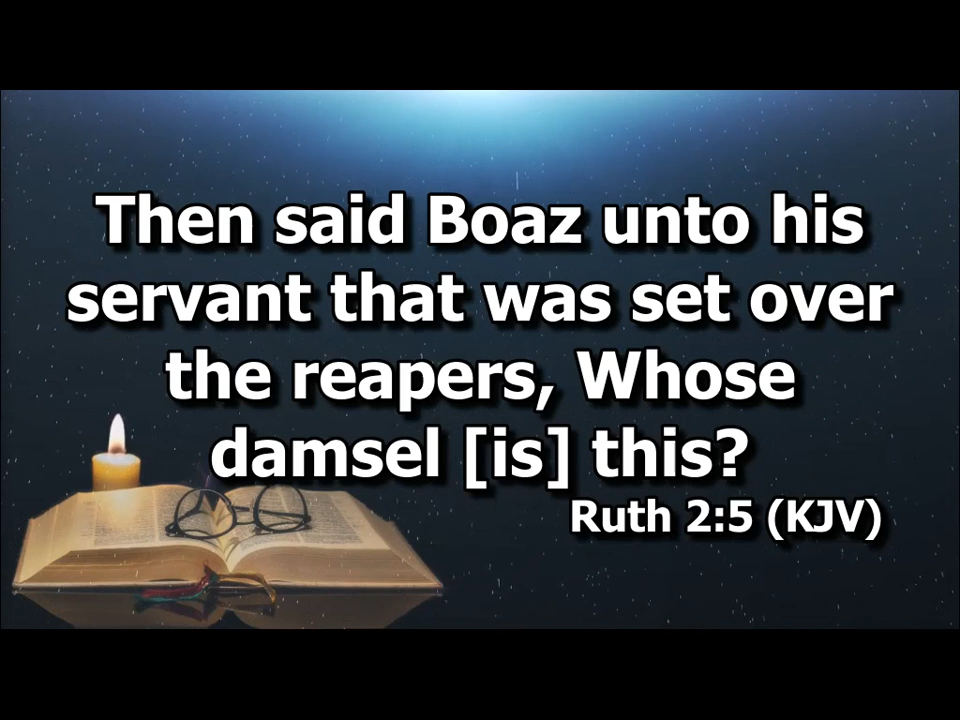 Then said Boaz unto his
servant that was set over
the reapers, Whose
damsel [is] this?
Ruth 2:5 (KJV)